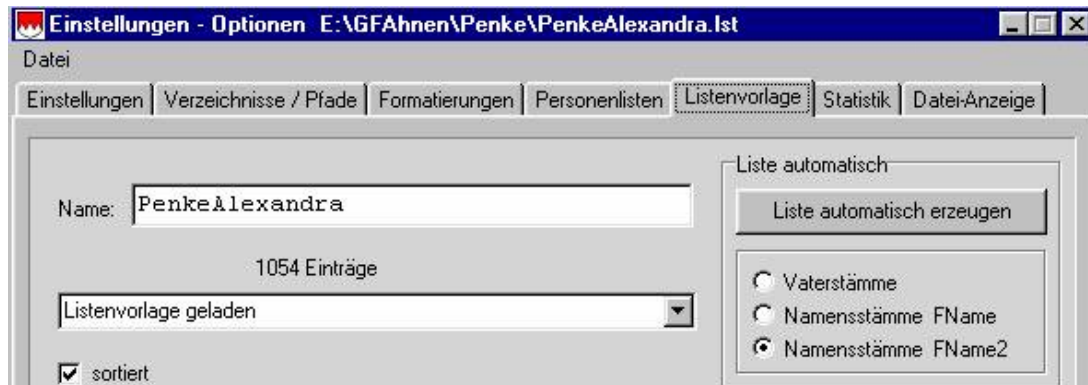 Einstellungen - Optionen E:\GFAhnen\Penke\PenkeAlexandra.lst
Datei
Einstellungen Verzeichnisse / Pfade Formatierungen Personenlisten Listenvorlage Statistik Datei-Anzeige
Name: PenkeAlexandra
1054 Einträge
Listenvorlage geladen
sortiert
Liste automatisch
Liste automatisch erzeugen
Vaterstämme
Namensstämme FName
Namensstämme FName2